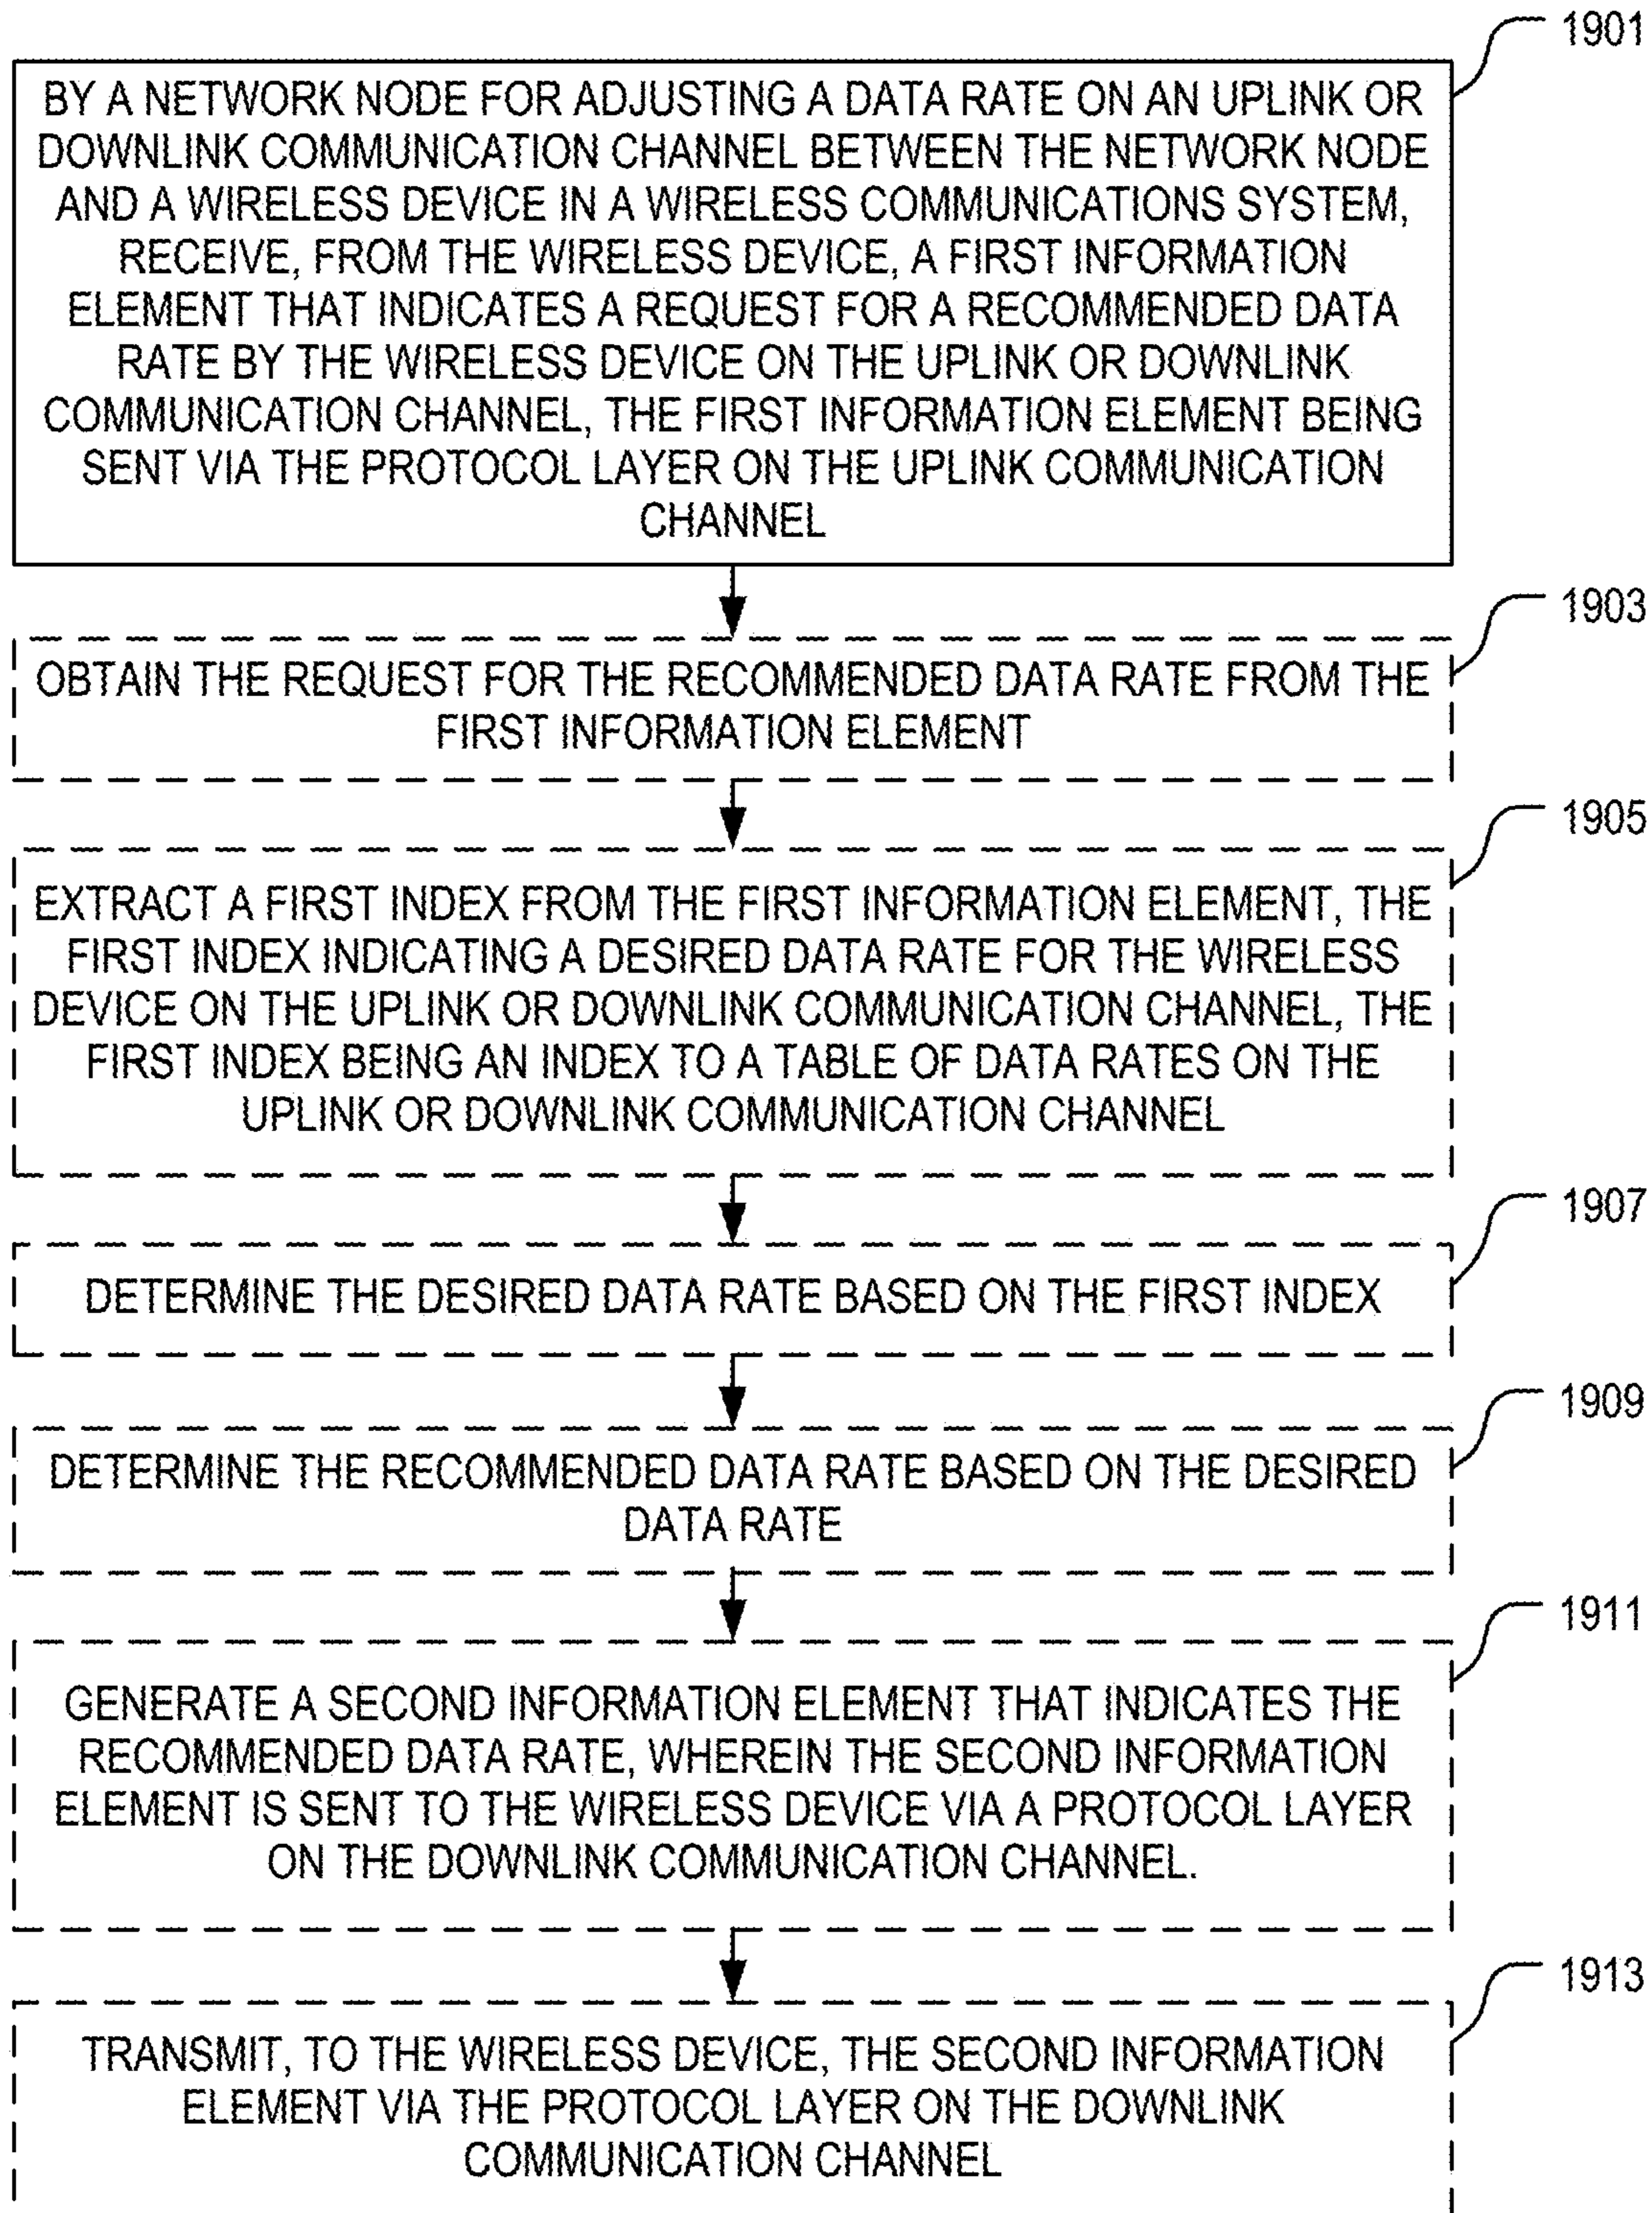 1901
BY A NETWORK NODE FOR ADJUSTING A DATA RATE ON AN UPLINK OR
DOWNLINK COMMUNICATION CHANNEL BETWEEN THE NETWORK NODE
AND A WIRELESS DEVICE IN A WIRELESS COMMUNICATIONS SYSTEM,
RECEIVE, FROM THE WIRELESS DEVICE, A FIRST INFORMATION
ELEMENT THAT INDICATES A REQUEST FOR A RECOMMENDED DATA
RATE BY THE WIRELESS DEVICE ON THE UPLINK OR DOWNLINK
COMMUNICATION CHANNEL, THE FIRST INFORMATION ELEMENT BEING
SENT VIA THE PROTOCOL LAYER ON THE UPLINK COMMUNICATION
CHANNEL
1903
OBTAIN THE REQUEST FOR THE RECOMMENDED DATA RATE FROM THE
FIRST INFORMATION ELEMENT
1905
EXTRACT A FIRST INDEX FROM THE FIRST INFORMATION ELEMENT, THE
FIRST INDEX INDICATING A DESIRED DATA RATE FOR THE WIRELESS
DEVICE ON THE UPLINK OR DOWNLINK COMMUNICATION CHANNEL, THE
FIRST INDEX BEING AN INDEX TO A TABLE OF DATA RATES ON THE
UPLINK OR DOWNLINK COMMUNICATION CHANNEL
1907
DETERMINE THE DESIRED DATA RATE BASED ON THE FIRST INDEX
1909
DETERMINE THE RECOMMENDED DATA RATE BASED ON THE DESIRED
DATA RATE
1911
GENERATE A SECOND INFORMATION ELEMENT THAT INDICATES THE
RECOMMENDED DATA RATE, WHEREIN THE SECOND INFORMATION
ELEMENT IS SENT TO THE WIRELESS DEVICE VIA A PROTOCOL LAYER
ON THE DOWNLINK COMMUNICATION CHANNEL.
1913
TRANSMIT, TO THE WIRELESS DEVICE, THE SECOND INFORMATION
ELEMENT VIA THE PROTOCOL LAYER ON THE DOWNLINK
COMMUNICATION CHANNEL